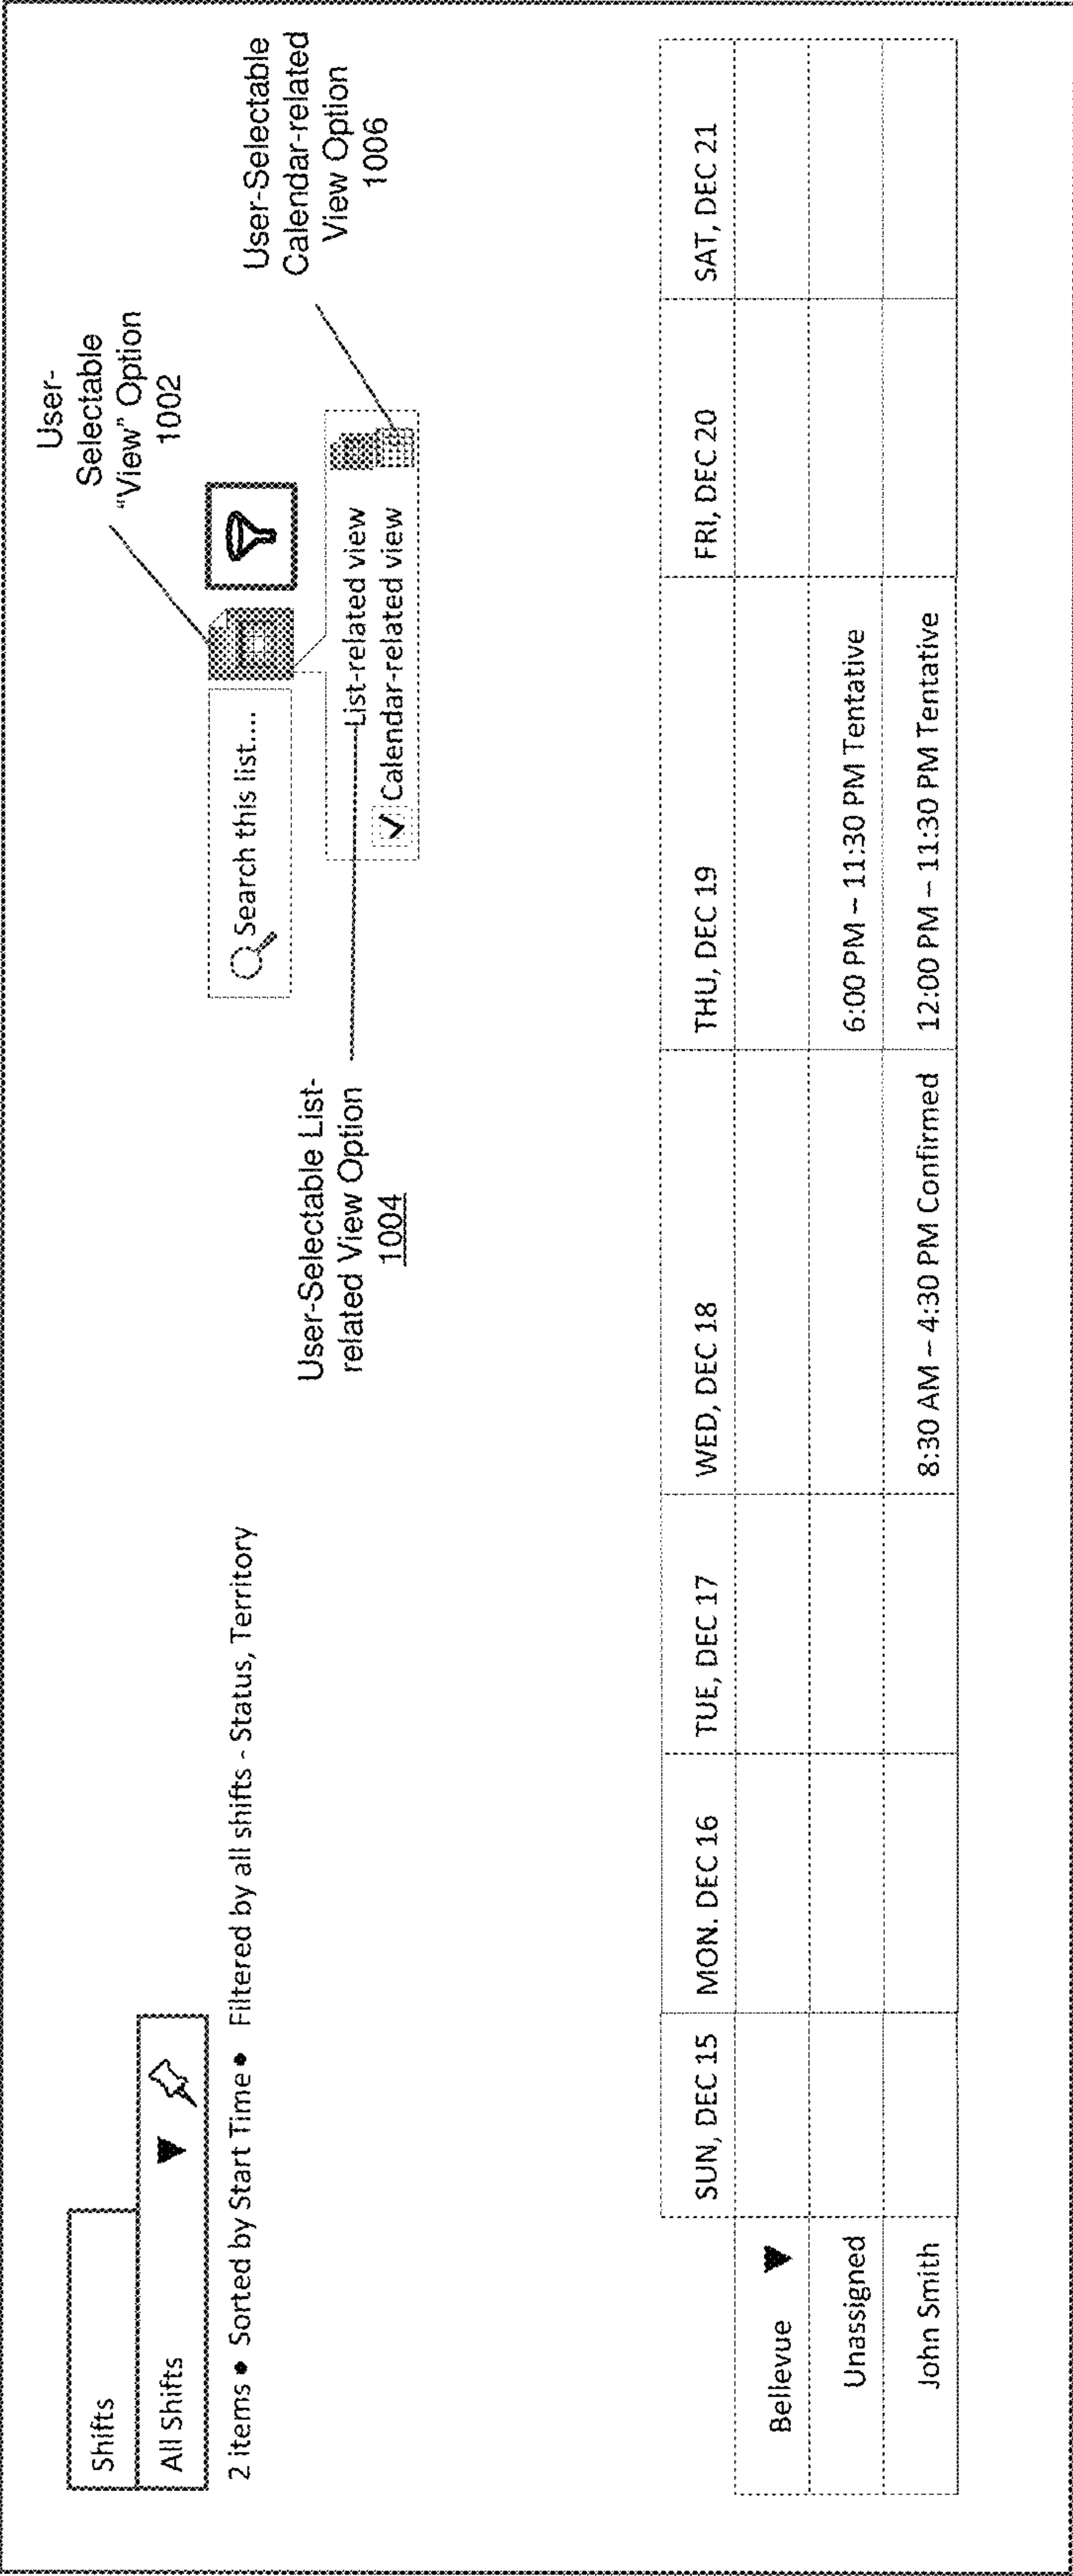 Shifts
All Shifts
2 items • Sorted by Start Time • Filtered by all shifts - Status, Territory
User-
Selectable
“View” Option
1002
User-Selectable
Calendar-related
View Option
1006
Search this list....
List-related view
Calendar-related view
User-Selectable List-
related View Option
1004
SUN, DEC 15 MON. DEC 16 TUE, DEC 17 WED, DEC 18 THU, DEC 19 FRI, DEC 20 SAT, DEC 21
Bellevue
Unassigned 6:00 PM – 11:30 PM Tentative
John Smith 8:30 AM – 4:30 PM Confirmed 12:00 PM – 11:30 PM Tentative